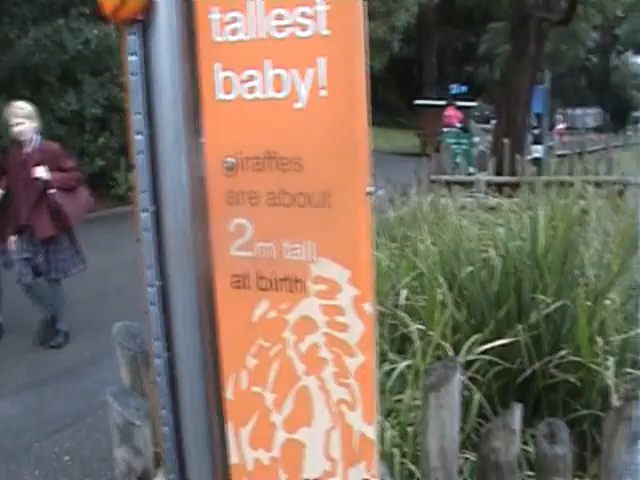 tallest
baby!
giraffes
are about
2m tall
at birth